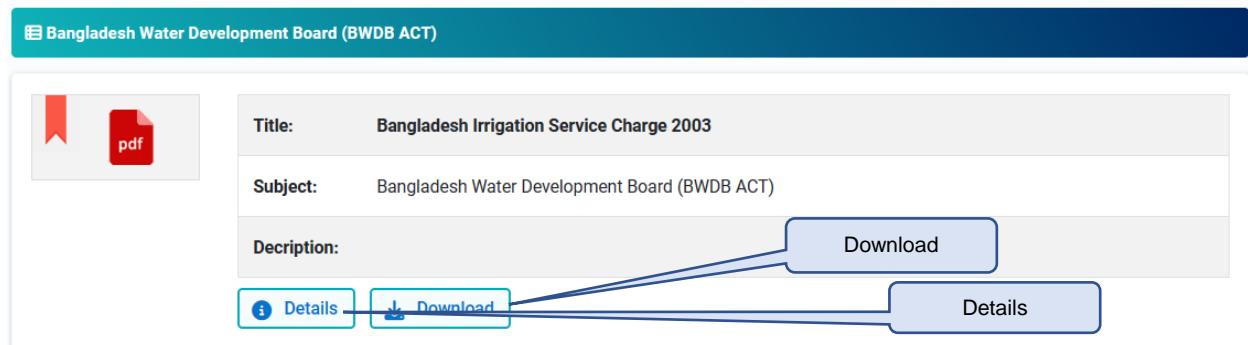 Bangladesh Water Development Board (BWDB ACT)
pdf
Title: Bangladesh Irrigation Service Charge 2003
Subject: Bangladesh Water Development Board (BWDB ACT)
Decription:
Download
Details Download
Details